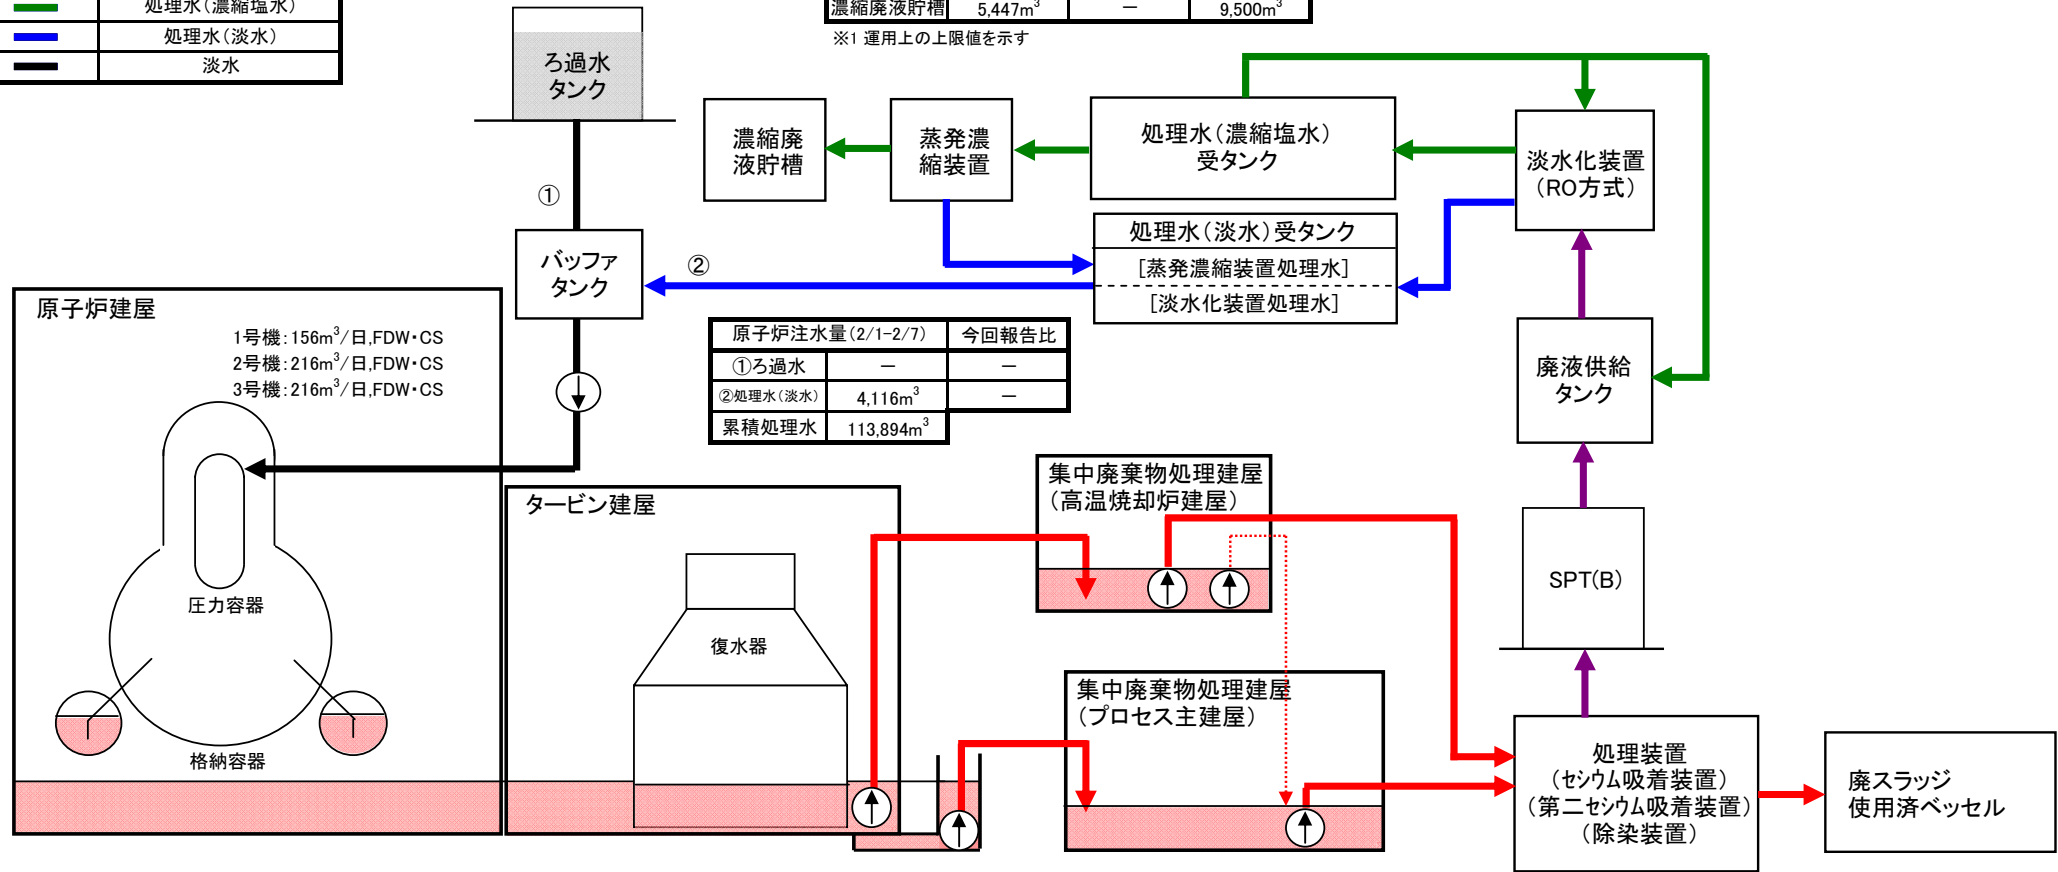 処理水(濃縮塩水)
処理水(淡水)
淡水
濃縮廃液貯槽 5,447m³ － 9,500m³
※1 運用上の上限値を示す
ろ過水
タンク
濃縮廃
液貯槽
蒸発濃
縮装置
処理水(濃縮塩水)
受タンク
淡水化装置
(RO方式)
①
処理水(淡水)受タンク
[蒸発濃縮装置処理水]
[淡水化装置処理水]
バッファ
タンク
②
原子炉建屋
1号機:156m³/日,FDW・CS
2号機:216m³/日,FDW・CS
3号機:216m³/日,FDW・CS
原子炉注水量(2/1-2/7) 今回報告比
①ろ過水 － －
②処理水(淡水) 4,116m³ －
累積処理水 113,894m³
廃液供給
タンク
タービン建屋
集中廃棄物処理建屋
(高温焼却炉建屋)
SPT(B)
圧力容器
復水器
集中廃棄物処理建屋
(プロセス主建屋)
格納容器
処理装置
(セシウム吸着装置)
(第二セシウム吸着装置)
(除染装置)
廃スラッジ
使用済ベッセル